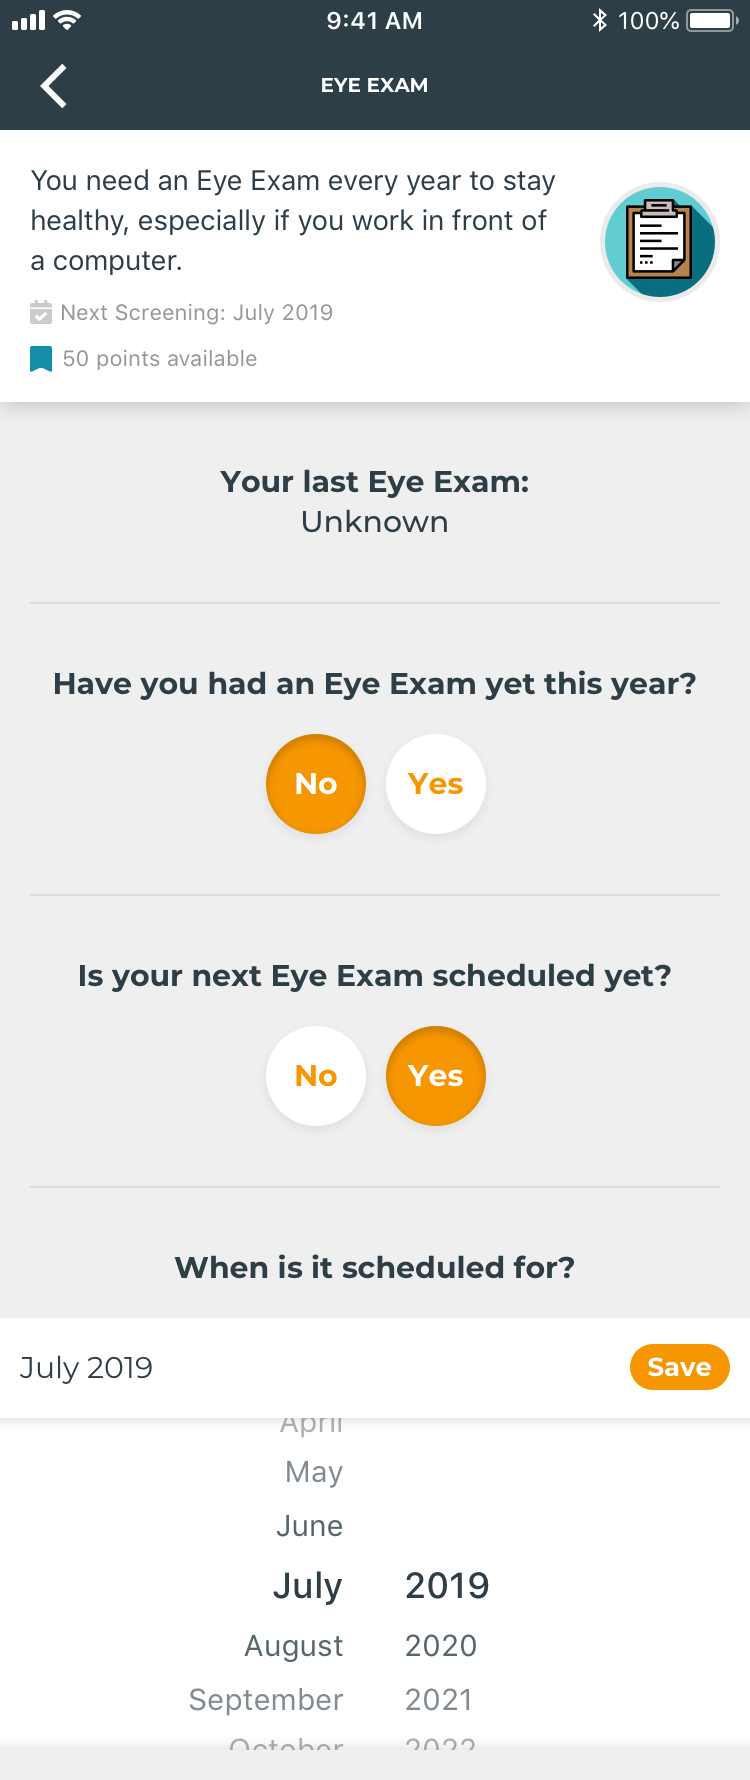 9:41 AM 100%
EYE EXAM
You need an Eye Exam every year to stay
healthy, especially if you work in front of
a computer.
Next Screening: July 2019
50 points available
Your last Eye Exam:
Unknown
Have you had an Eye Exam yet this year?
No Yes
Is your next Eye Exam scheduled yet?
No Yes
When is it scheduled for?
July 2019 Save
April
May
June
July 2019
August 2020
September 2021
October 2022